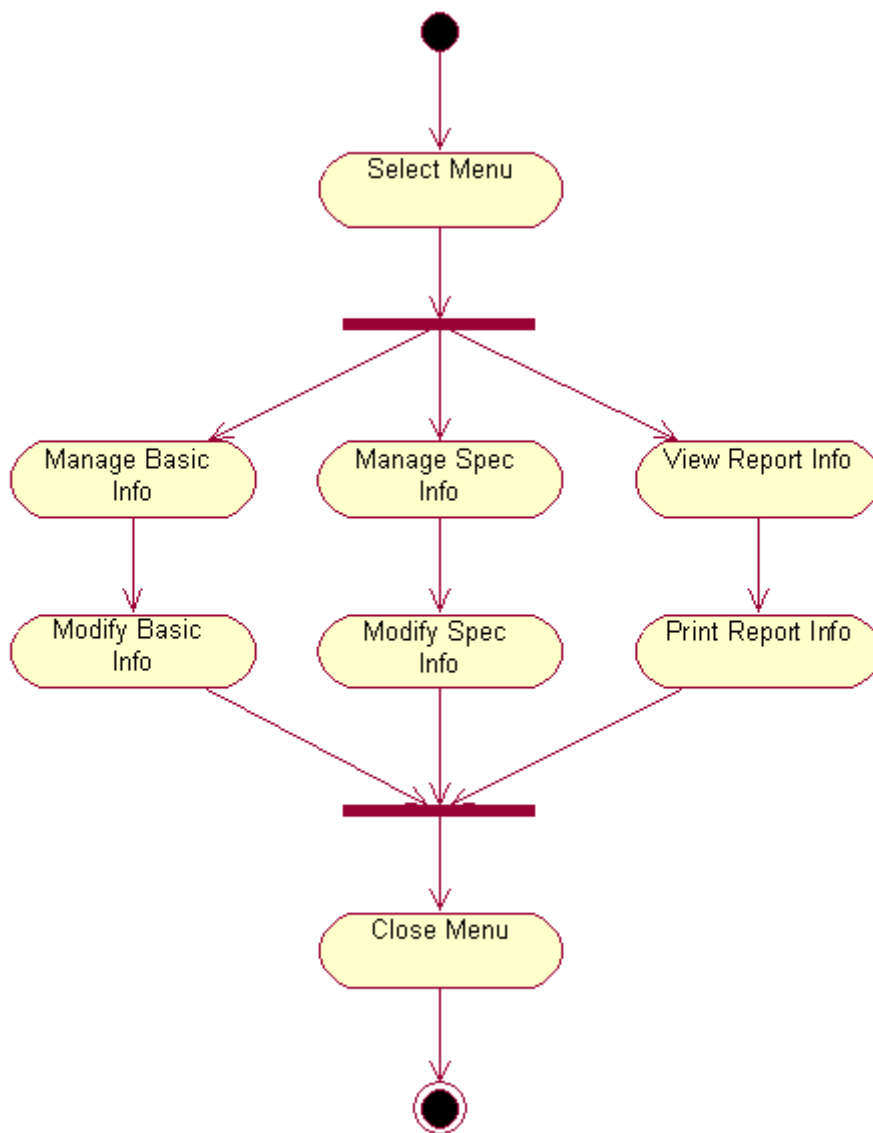 Select Menu
Manage Basic
Info
Manage Spec
Info
View Report Info
Modify Basic
Info
Modify Spec
Info
Print Report Info
Close Menu